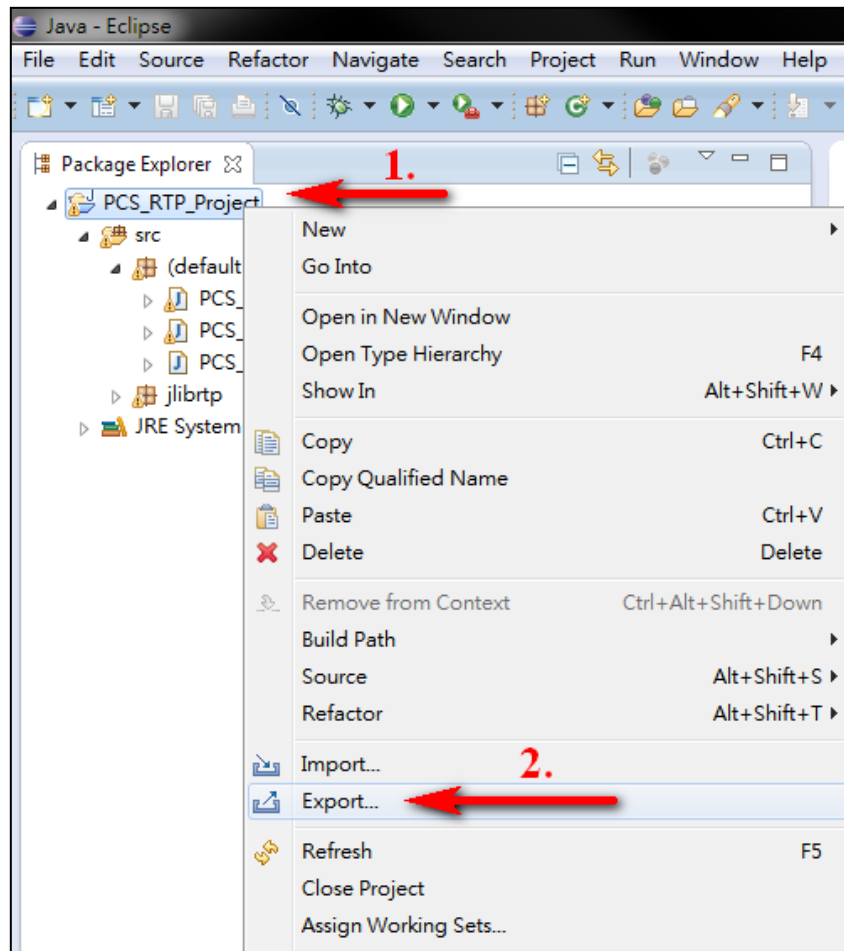 Java - Eclipse
File Edit Source Refactor Navigate Search Project Run Window Help
Package Explorer
1.
PCS_RTP_Project
src
(default
PCS_
PCS_
PCS_
jlibrtp
JRE System
New
Go Into
Open in New Window
Open Type Hierarchy F4
Show In Alt+Shift+W
Copy Ctrl+C
Copy Qualified Name
Paste Ctrl+V
Delete Delete
Remove from Context Ctrl+Alt+Shift+Down
Build Path
Source Alt+Shift+S
Refactor Alt+Shift+T
Import...
2.
Export...
Refresh F5
Close Project
Assign Working Sets...